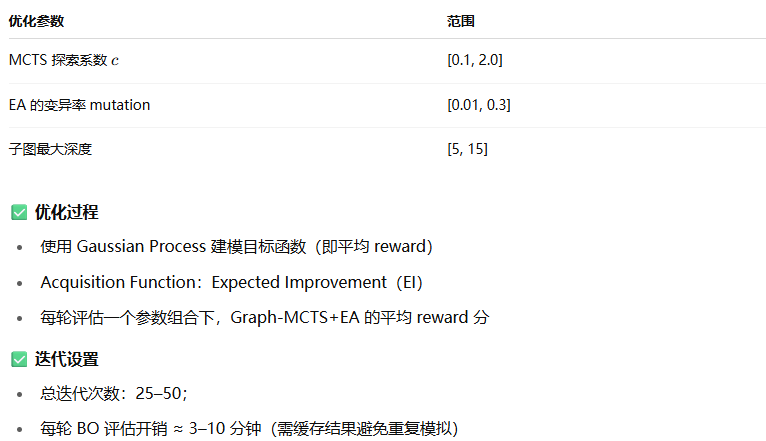 优化参数 范围
MCTS 探索系数 c [0.1, 2.0]
EA 的变异率 mutation [0.01, 0.3]
子图最大深度 [5, 15]
✅ 优化过程
• 使用 Gaussian Process 建模目标函数（即平均 reward）
• Acquisition Function：Expected Improvement（EI）
• 每轮评估一个参数组合下，Graph-MCTS+EA 的平均 reward 分
✅ 迭代设置
• 总迭代次数：25–50；
• 每轮 BO 评估开销 ≈ 3–10 分钟（需缓存结果避免重复模拟）